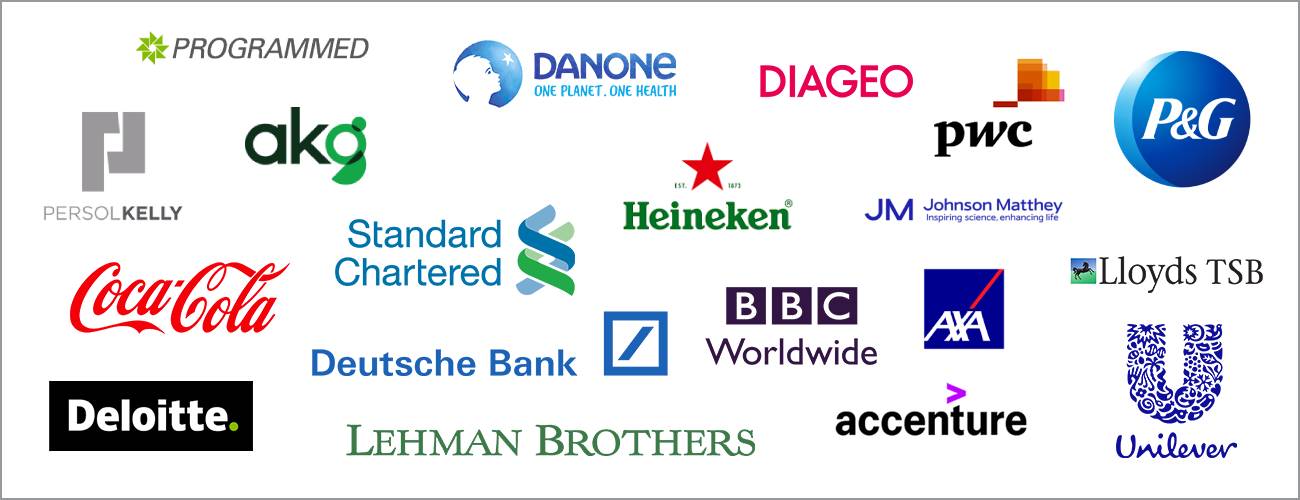 PROGRAMMED
DANONE
ONE PLANET. ONE HEALTH
DIAGEO
pwc
P&G
PERSOLKELLY
akg
EST. 1873
Heineken®
JM Johnson Matthey
Inspiring science, enhancing life
Standard
Chartered
Coca-Cola
Lloyds TSB
AXA
BBC
Worldwide
Deutsche Bank
Deloitte.
LEHMAN BROTHERS
accenture
Unilever